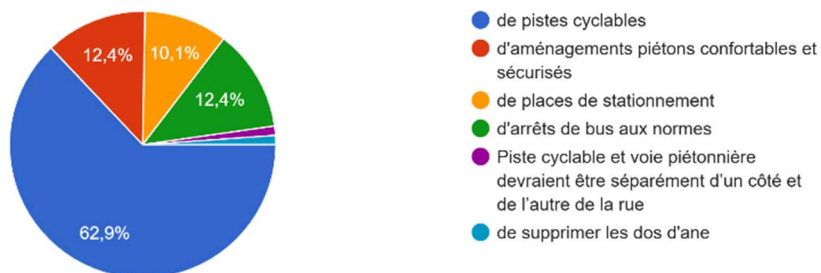 12,4%
10,1%
12,4%
62,9%
de pistes cyclables
d'aménagements piétons confortables et
sécurisés
de places de stationnement
d'arrêts de bus aux normes
Piste cyclable et voie piétonnière
devraient être séparément d'un côté et
de l'autre de la rue
de supprimer les dos d'ane